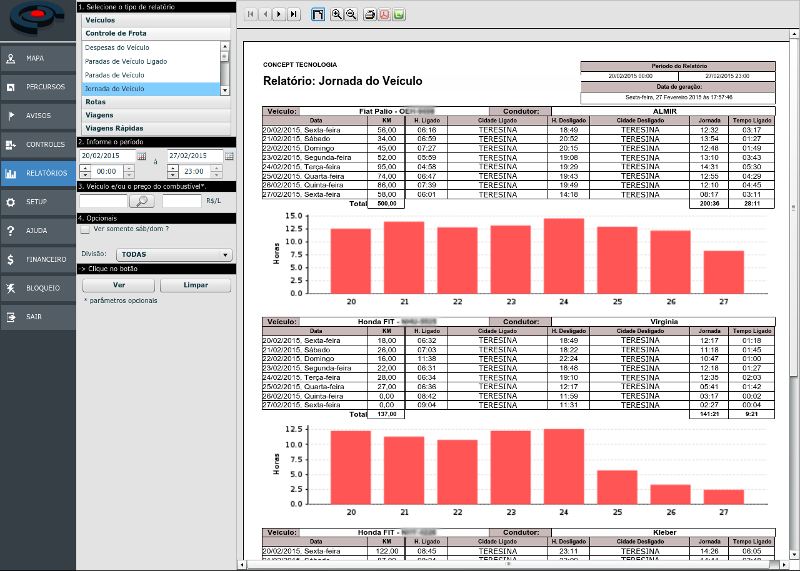 1. Selecione o tipo de relatório
Veículos
Controle de Frota
Despesas do Veículo
Paradas de Veículo Ligado
Paradas de Veículo
Jornada do Veículo
Rotas
Viagens
Viagens Rápidas
2. Informe o período
20/02/2015 à 27/02/2015
00:00 23:00
3. Veículo e/ou o preço do combustível*.
R$/L
4. Opcionais
Ver somente sáb/dom ?
Divisão: TODAS
-> Clique no botão
Ver Limpar
* parâmetros opcionais
MAPA
PERCURSOS
AVISOS
CONTROLES
RELATÓRIOS
SETUP
AJUDA
FINANCEIRO
BLOQUEIO
SAIR
CONCEPT TECNOLOGIA
Relatório: Jornada do Veículo
Período do Relatório
20/02/2015 00:00 27/02/2015 23:00
Data de geração:
Sexta-feira, 27 Fevereiro 2015 às 17:57:46
Veículo: Fiat Palio - Condutor: ALMIR
Data KM H. Ligado Cidade Ligado H. Desligado Cidade Desligado Jornada Tempo Ligado
20/02/2015, Sexta-feira 56,00 06:16 TERESINA 18:49 TERESINA 12:32 03:17
21/02/2015, Sábado 34,00 06:59 TERESINA 20:52 TERESINA 13:54 01:27
22/02/2015, Domingo 45,00 07:27 TERESINA 20:15 TERESINA 12:48 01:49
23/02/2015, Segunda-feira 52,00 05:59 TERESINA 19:08 TERESINA 13:10 03:43
24/02/2015, Terça-feira 95,00 04:58 TERESINA 19:29 TERESINA 14:31 05:30
25/02/2015, Quarta-feira 74,00 06:47 TERESINA 19:43 TERESINA 12:55 04:29
26/02/2015, Quinta-feira 86,00 07:39 TERESINA 19:49 TERESINA 12:10 04:45
27/02/2015, Sexta-feira 58,00 06:01 TERESINA 14:18 TERESINA 08:17 03:11
Total 500,00 200:36 28:11
15.0
12.5
10.0
7.5
5.0
2.5
0.0
Horas
20 21 22 23 24 25 26 27
Veículo: Honda FIT - Condutor: Virginia
Data KM H. Ligado Cidade Ligado H. Desligado Cidade Desligado Jornada Tempo Ligado
20/02/2015, Sexta-feira 18,00 06:32 TERESINA 18:49 TERESINA 12:17 01:18
21/02/2015, Sábado 26,00 07:03 TERESINA 18:22 TERESINA 11:18 01:45
22/02/2015, Domingo 16,00 11:38 TERESINA 22:24 TERESINA 10:47 01:00
23/02/2015, Segunda-feira 22,00 06:31 TERESINA 18:48 TERESINA 12:18 01:27
24/02/2015, Terça-feira 28,00 06:34 TERESINA 19:10 TERESINA 12:35 02:03
25/02/2015, Quarta-feira 27,00 06:36 TERESINA 12:17 TERESINA 05:41 01:42
26/02/2015, Quinta-feira 0,00 08:42 TERESINA 11:59 TERESINA 03:17 00:02
27/02/2015, Sexta-feira 0,00 09:04 TERESINA 11:31 TERESINA 02:27 00:04
Total 137,00 141:21 9:21
12.5
10.0
7.5
5.0
2.5
0.0
Horas
20 21 22 23 24 25 26 27
Veículo: Honda FIT - Condutor: Kleber
Data KM H. Ligado Cidade Ligado H. Desligado Cidade Desligado Jornada Tempo Ligado
20/02/2015, Sexta-feira 122,00 08:45 TERESINA 23:11 TERESINA 14:26 06:05